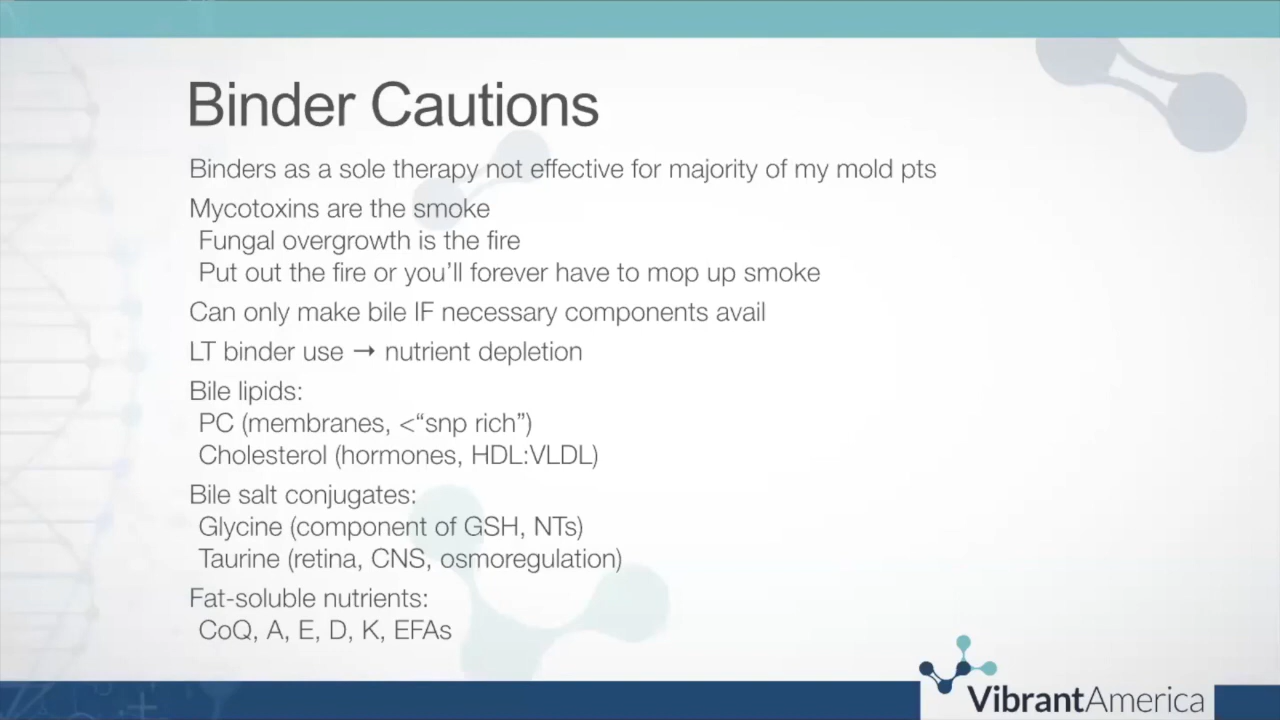 Binder Cautions
Binders as a sole therapy not effective for majority of my mold pts
Mycotoxins are the smoke
Fungal overgrowth is the fire
Put out the fire or you’ll forever have to mop up smoke
Can only make bile IF necessary components avail
LT binder use → nutrient depletion
Bile lipids:
PC (membranes, <“snp rich”)
Cholesterol (hormones, HDL:VLDL)
Bile salt conjugates:
Glycine (component of GSH, NTs)
Taurine (retina, CNS, osmoregulation)
Fat-soluble nutrients:
CoQ, A, E, D, K, EFAs
VibrantAmerica